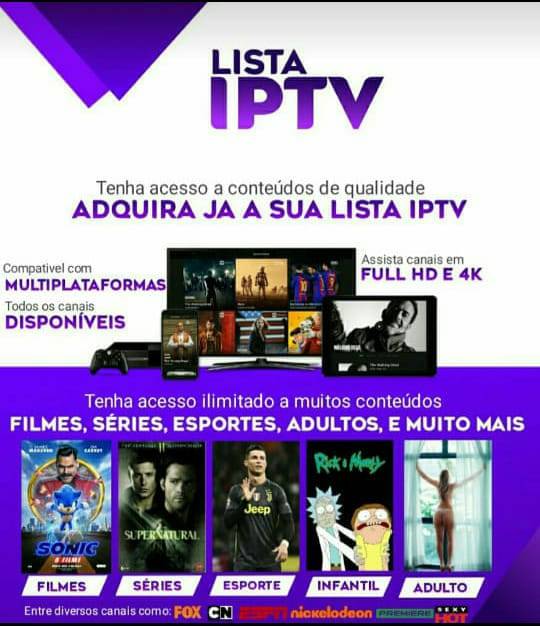 LISTA
IPTV
Tenha acesso a conteúdos de qualidade
ADQUIRA JA A SUA LISTA IPTV
Compativel com
MULTIPLATAFORMAS
Todos os canais
DISPONÍVEIS
Assista canais em
FULL HD E 4K
Tenha acesso ilimitado a muitos conteúdos
FILMES, SÉRIES, ESPORTES, ADULTOS, E MUITO MAIS
SONIC
O FILME
SUPERNATURAL
Jeep
Rick & Morty
FILMES
SÉRIES
ESPORTE
INFANTIL
ADULTO
Entre diversos canais como: FOX CN ESPN nickelodeon PREMIERE SEXY HOT